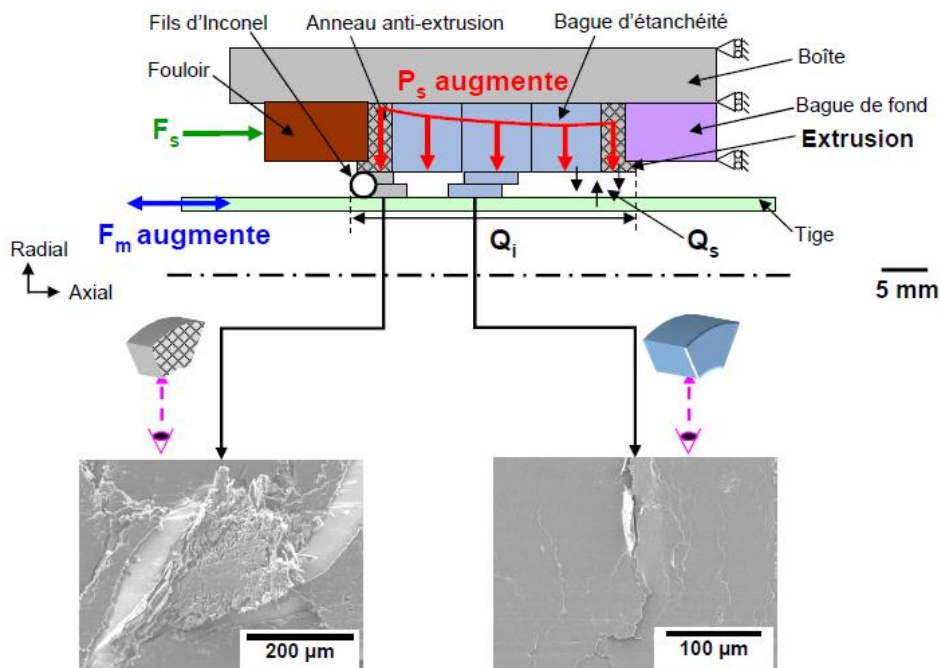 Fils d'Inconel
Anneau anti-extrusion
Bague d'étanchéité
Fouloir
Boîte
Ps augmente
Bague de fond
Fs
Extrusion
Fm augmente
Qi
Qs
Tige
Radial
Axial
5 mm
200 µm
100 µm